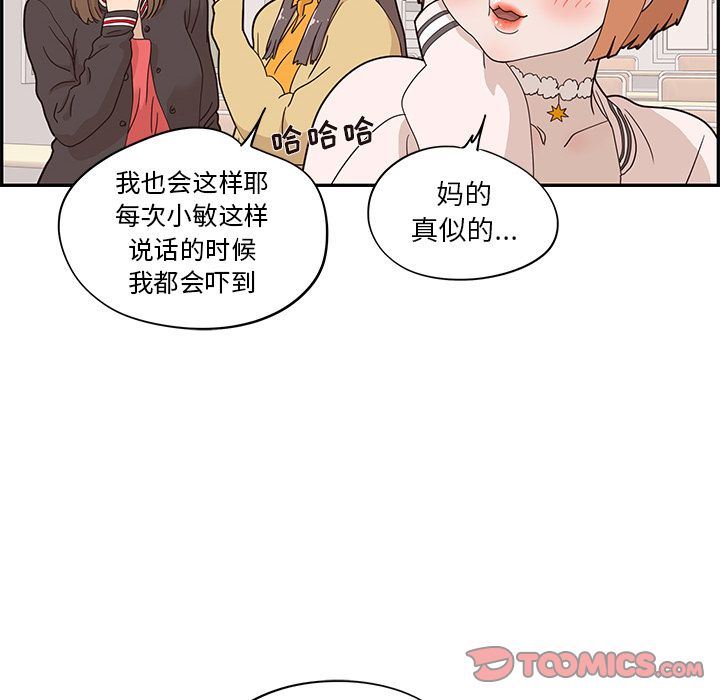 哈哈哈
我也会这样耶
每次小敏这样
说话的时候
我都会吓到
妈的
真似的...
TOOMICS.COM